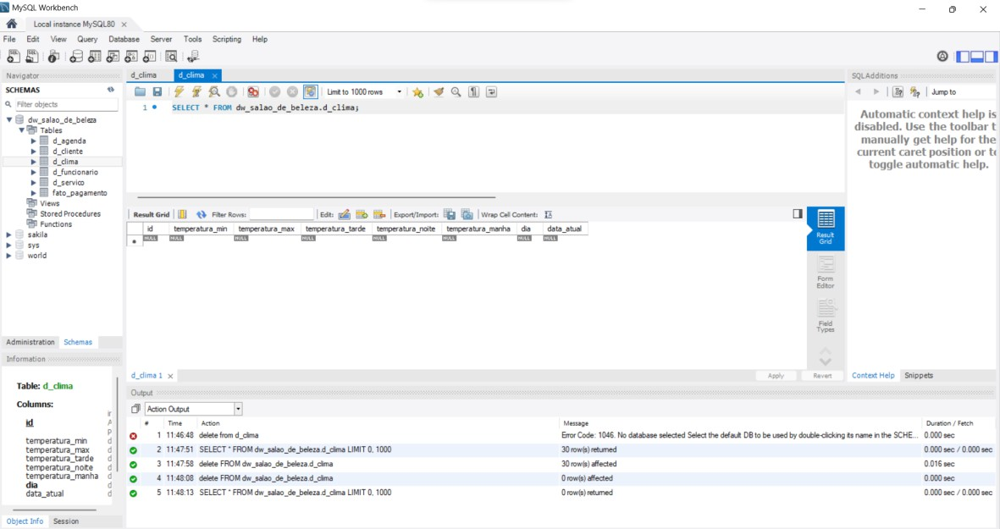 MySQL Workbench
Local instance MySQL80
File Edit View Query Database Server Tools Scripting Help
Navigator
SCHEMAS
Filter objects
dw_salao_de_beleza
Tables
d_agenda
d_cliente
d_clima
d_funcionario
d_servico
fato_pagamento
Views
Stored Procedures
Functions
sakila
sys
world
Administration Schemas
Information
Table: d_clima
Columns:
id
temperatura_min
temperatura_max
temperatura_tarde
temperatura_noite
temperatura_manha
dia
data_atual
Object Info Session
d_clima d_clima
Limit to 1000 rows
1 SELECT * FROM dw_salao_de_beleza.d_clima;
Result Grid Filter Rows: Edit: Export/Import: Wrap Cell Content:
id temperatura_min temperatura_max temperatura_tarde temperatura_noite temperatura_manha dia data_atual
NULL NULL NULL NULL NULL NULL NULL NULL
Result Grid
Form Editor
Field Types
d_clima 1
Apply Revert
SQLAdditions
Jump to
Automatic context help is
disabled. Use the toolbar t
manually get help for the
current caret position or to
toggle automatic help.
Context Help Snippets
Output
Action Output
# Time Action Message Duration / Fetch
1 11:46:48 delete from d_clima Error Code: 1046. No database selected Select the default DB to be used by double-clicking its name in the SCHE... 0.000 sec
2 11:47:51 SELECT * FROM dw_salao_de_beleza.d_clima LIMIT 0, 1000 30 row(s) returned 0.000 sec / 0.000 sec
3 11:47:58 delete FROM dw_salao_de_beleza.d_clima 30 row(s) affected 0.016 sec
4 11:48:08 delete FROM dw_salao_de_beleza.d_clima 0 row(s) affected 0.000 sec
5 11:48:13 SELECT * FROM dw_salao_de_beleza.d_clima LIMIT 0, 1000 0 row(s) returned 0.000 sec / 0.000 sec